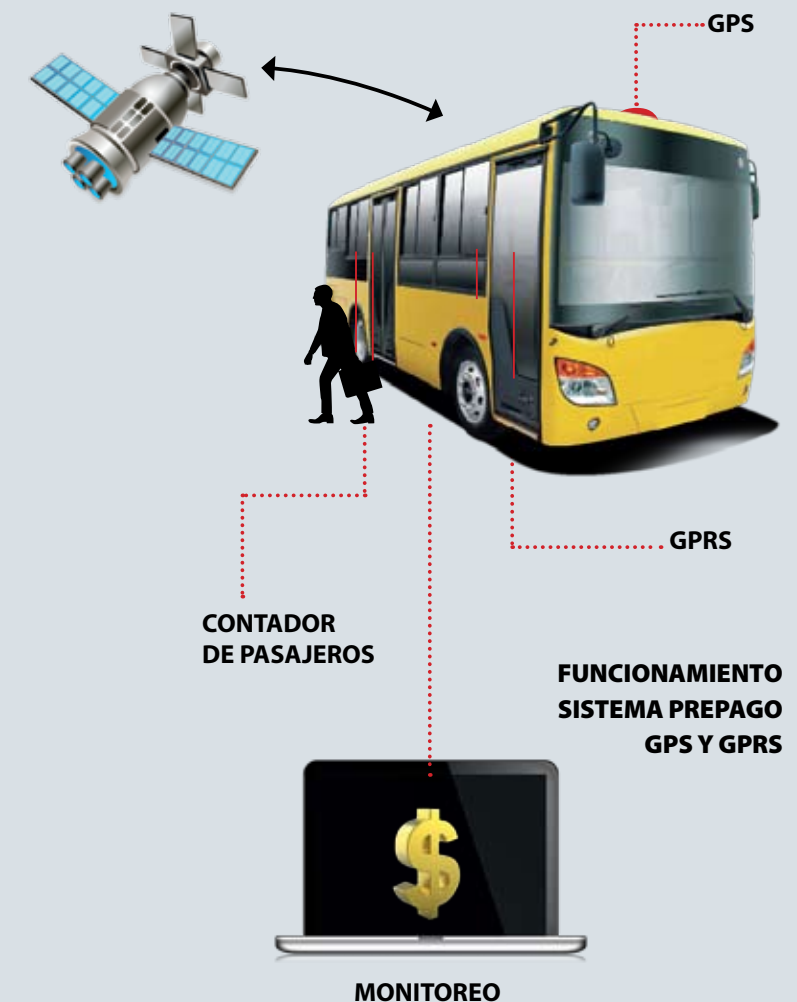 GPS
GPRS
CONTADOR
DE PASAJEROS
FUNCIONAMIENTO
SISTEMA PREPAGO
GPS Y GPRS
MONITOREO